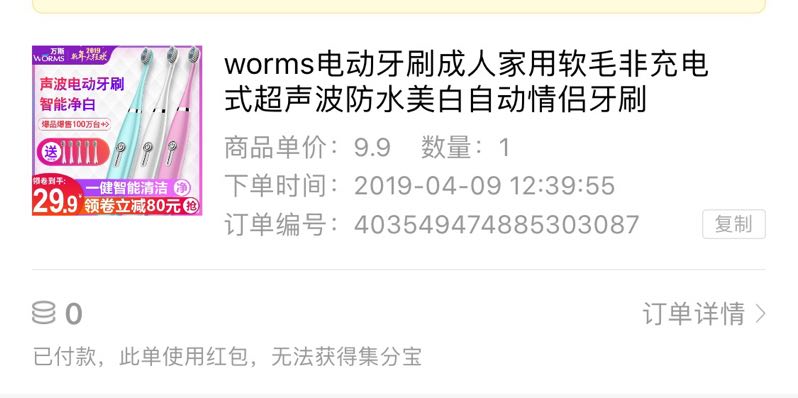 万斯
WORMS
2019
新年大狂欢
声波电动牙刷
智能净白
爆品爆售100万台+>
送
领卷到手:
29.9
一健智能清洁 净
领卷立减80元 抢
worms电动牙刷成人家用软毛非充电
式超声波防水美白自动情侣牙刷
商品单价：9.9 数量：1
下单时间：2019-04-09 12:39:55
订单编号：403549474885303087
复制
0
订单详情
已付款，此单使用红包，无法获得集分宝